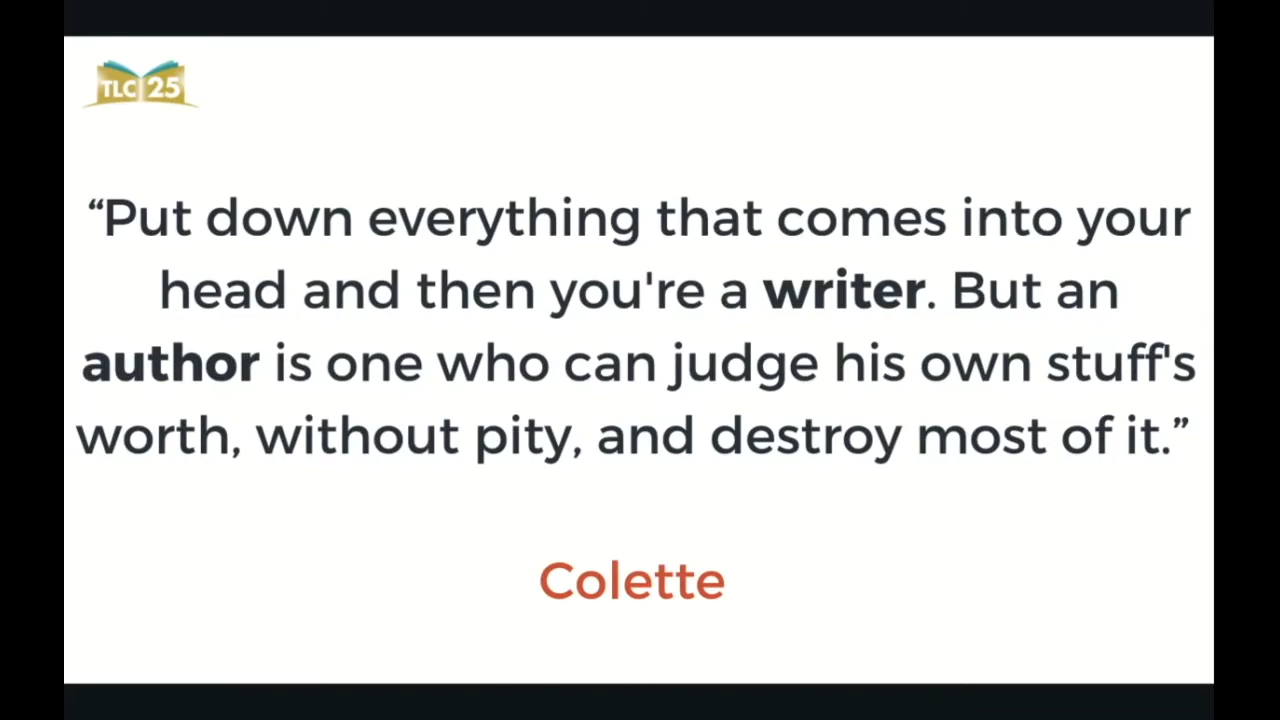 TLC 25
“Put down everything that comes into your
head and then you're a writer. But an
author is one who can judge his own stuff's
worth, without pity, and destroy most of it.”
Colette